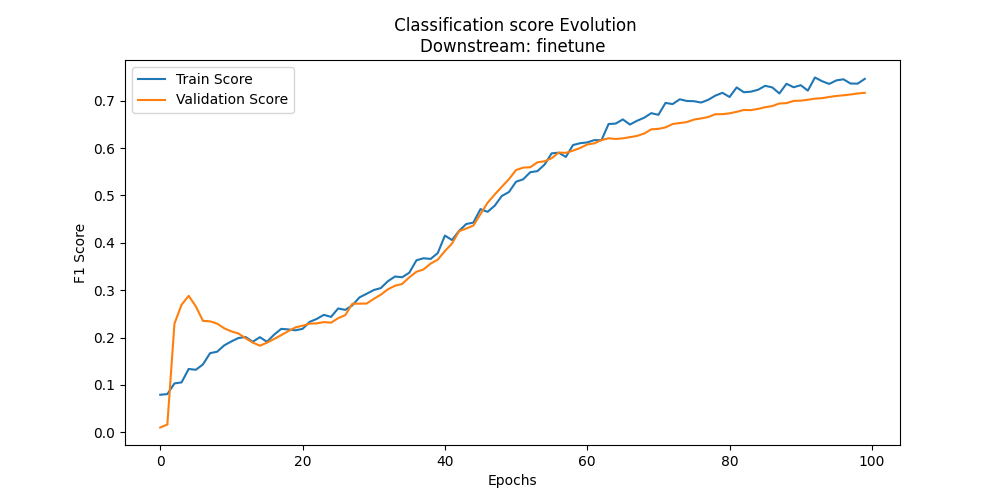 Classification score Evolution
Downstream: finetune
Train Score
Validation Score
F1 Score
0.7
0.6
0.5
0.4
0.3
0.2
0.1
0.0
0 20 40 60 80 100
Epochs